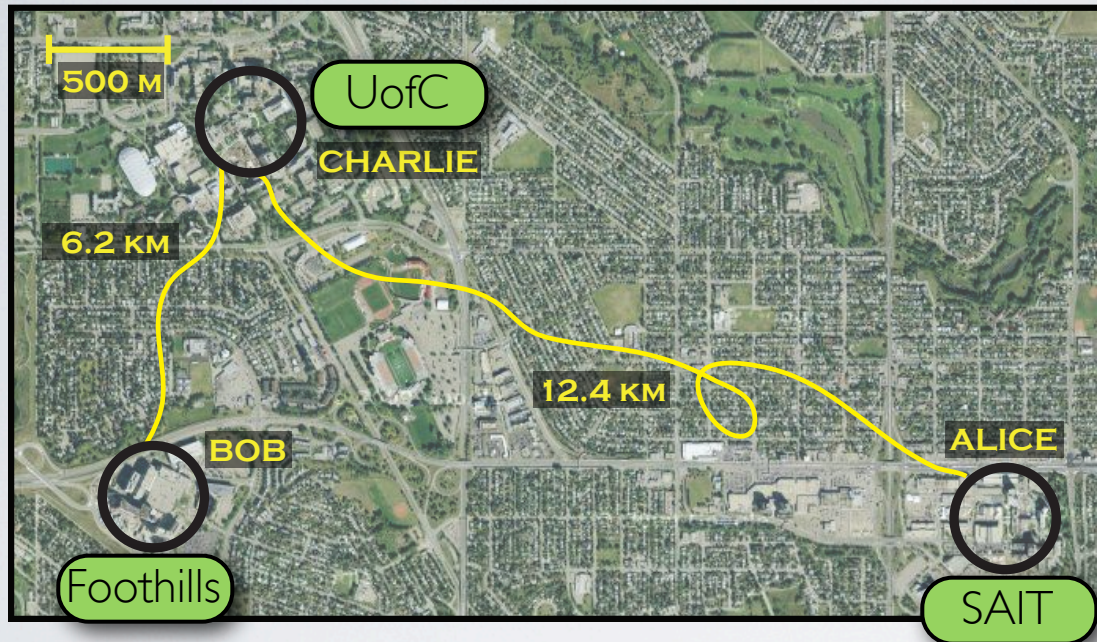 500 M
UofC
CHARLIE
6.2 KM
12.4 KM
BOB
ALICE
Foothills
SAIT